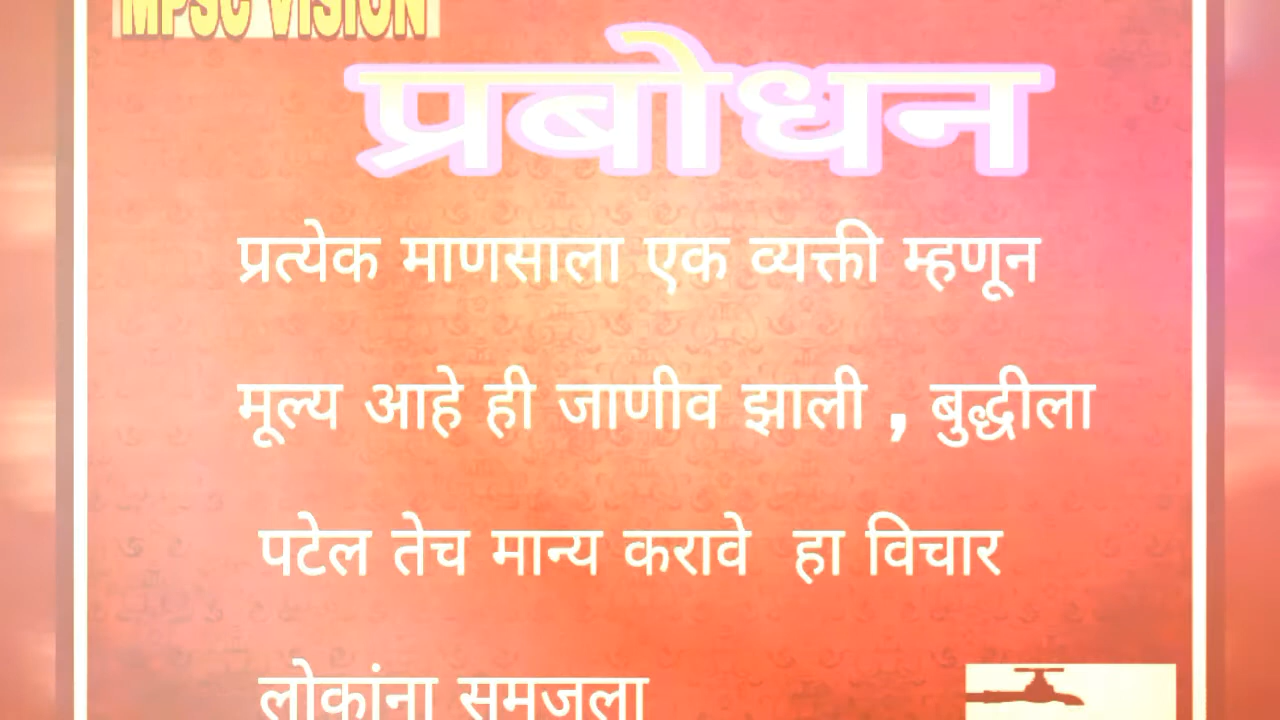 MPSC VISION
प्रबोधन
प्रत्येक माणसाला एक व्यक्ती म्हणून
मूल्य आहे ही जाणीव झाली , बुद्धीला
पटेल तेच मान्य करावे हा विचार
लोकांना समजला